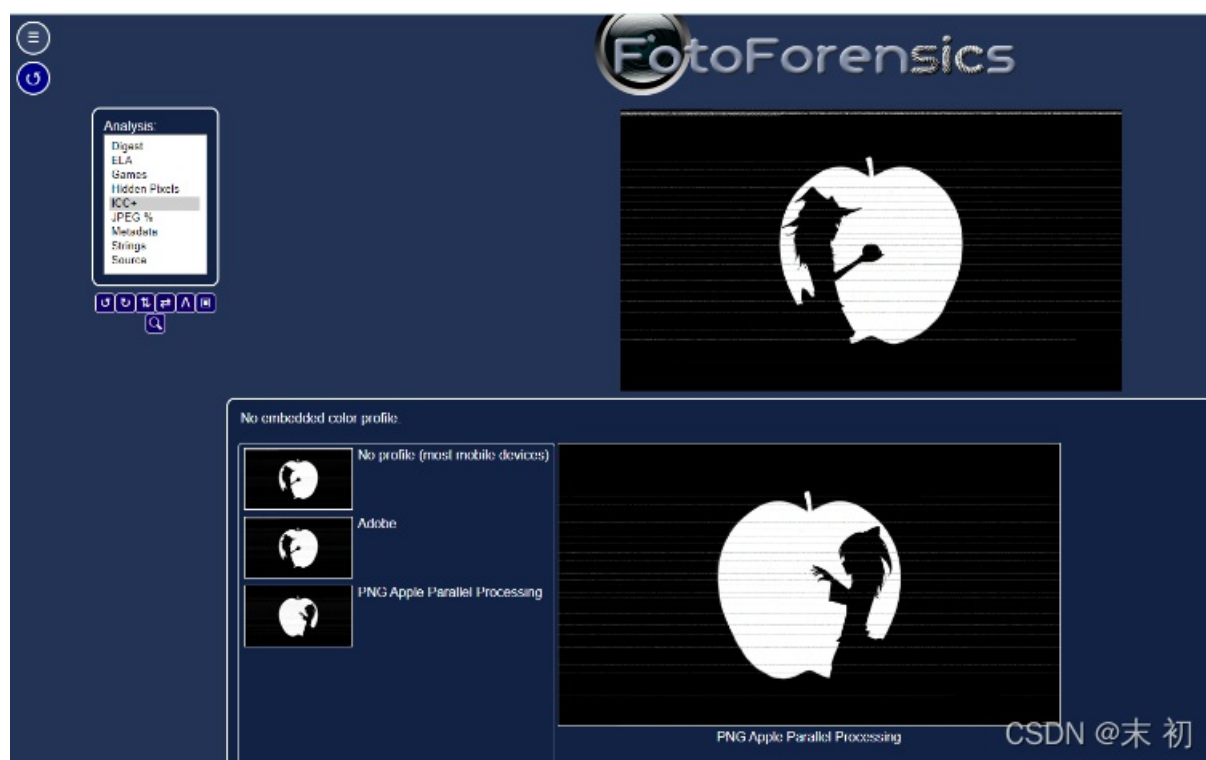 FotoForensics
Analysis:
Digest
ELA
Games
Hidden Pixels
ICC+
JPEG %
Metadata
Strings
Source
No embedded color profile.
No profile (most mobile devices)
Adobe
PNG Apple Parallel Processing
PNG Apple Parallel Processing
CSDN @末 初